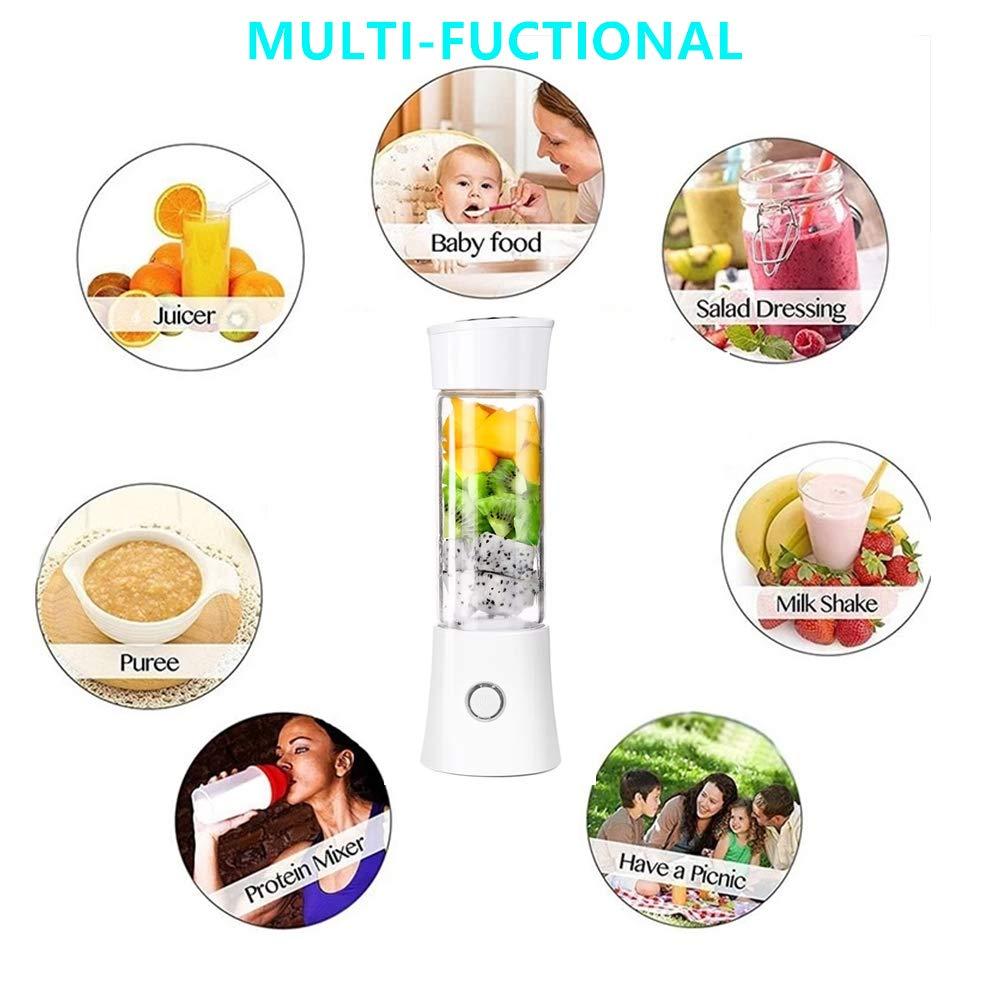 MULTI-FUCTIONAL
Baby food
Juicer
Salad Dressing
Puree
Milk Shake
Protein Mixer
Have a Picnic